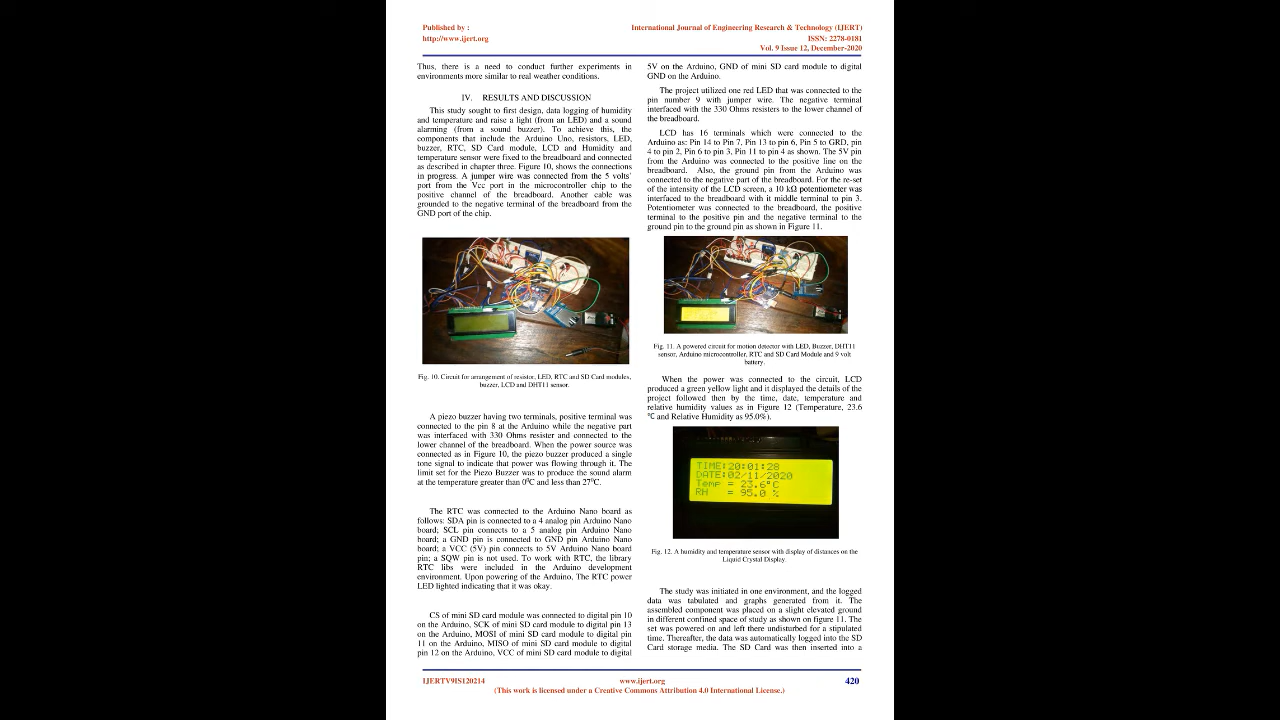 Published by :
http://www.ijert.org
International Journal of Engineering Research & Technology (IJERT)
ISSN: 2278-0181
Vol. 9 Issue 12, December-2020
Thus, there is a need to conduct further experiments in
environments more similar to real weather conditions.
IV. RESULTS AND DISCUSSION
This study sought to first design, data logging of humidity
and temperature and raise a light (from an LED) and a sound
alarming (from a sound buzzer). To achieve this, the
components that include the Arduino Uno, resistors, LED,
buzzer, RTC, SD Card module, LCD and Humidity and
temperature sensor were fixed to the breadboard and connected
as described in chapter three. Figure 10, shows the connections
in progress. A jumper wire was connected from the 5 volts'
port from the Vcc port in the microcontroller chip to the
positive channel of the breadboard. Another cable was
grounded to the negative terminal of the breadboard from the
GND port of the chip.
Fig. 10. Circuit for arrangement of resistor, LED, RTC and SD Card modules,
buzzer, LCD and DHT11 sensor.
A piezo buzzer having two terminals, positive terminal was
connected to the pin 8 at the Arduino while the negative part
was interfaced with 330 Ohms resister and connected to the
lower channel of the breadboard. When the power source was
connected as in Figure 10, the piezo buzzer produced a single
tone signal to indicate that power was flowing through it. The
limit set for the Piezo Buzzer was to produce the sound alarm
at the temperature greater than 0⁰C and less than 27⁰C.
The RTC was connected to the Arduino Nano board as
follows: SDA pin is connected to a 4 analog pin Arduino Nano
board; SCL pin connects to a 5 analog pin Arduino Nano
board; a GND pin is connected to GND pin Arduino Nano
board; a VCC (5V) pin connects to 5V Arduino Nano board
pin; a SQW pin is not used. To work with RTC, the library
RTC libs were included in the Arduino development
environment. Upon powering of the Arduino, The RTC power
LED lighted indicating that it was okay.
CS of mini SD card module was connected to digital pin 10
on the Arduino, SCK of mini SD card module to digital pin 13
on the Arduino, MOSI of mini SD card module to digital pin
11 on the Arduino, MISO of mini SD card module to digital
pin 12 on the Arduino, VCC of mini SD card module to digital
5V on the Arduino, GND of mini SD card module to digital
GND on the Arduino.
The project utilized one red LED that was connected to the
pin number 9 with jumper wire. The negative terminal
interfaced with the 330 Ohms resisters to the lower channel of
the breadboard.
LCD has 16 terminals which were connected to the
Arduino as: Pin 14 to Pin 7, Pin 13 to pin 6, Pin 5 to GRD, pin
4 to pin 2, Pin 6 to pin 3, Pin 11 to pin 4 as shown. The 5V pin
from the Arduino was connected to the positive line on the
breadboard. Also, the ground pin from the Arduino was
connected to the negative part of the breadboard. For the re-set
of the intensity of the LCD screen, a 10 kΩ potentiometer was
interfaced to the breadboard with it middle terminal to pin 3.
Potentiometer was connected to the breadboard, the positive
terminal to the positive pin and the negative terminal to the
ground pin to the ground pin as shown in Figure 11.
Fig. 11. A powered circuit for motion detector with LED, Buzzer, DHT11
sensor, Arduino microcontroller, RTC and SD Card Module and 9 volt
battery.
When the power was connected to the circuit, LCD
produced a green yellow light and it displayed the details of the
project followed then by the time, date, temperature and
relative humidity values as in Figure 12 (Temperature, 23.6
℃ and Relative Humidity as 95.0%).
TIME:20:01:28
DATE:02/11/2020
Temp = 23.6°C
RH = 95.0 %
Fig. 12. A humidity and temperature sensor with display of distances on the
Liquid Crystal Display.
The study was initiated in one environment, and the logged
data was tabulated and graphs generated from it. The
assembled component was placed on a slight elevated ground
in different confined space of study as shown on figure 11. The
set was powered on and left there undisturbed for a stipulated
time. Thereafter, the data was automatically logged into the SD
Card storage media. The SD Card was then inserted into a
IJERTV9IS120214
www.ijert.org
420
(This work is licensed under a Creative Commons Attribution 4.0 International License.)